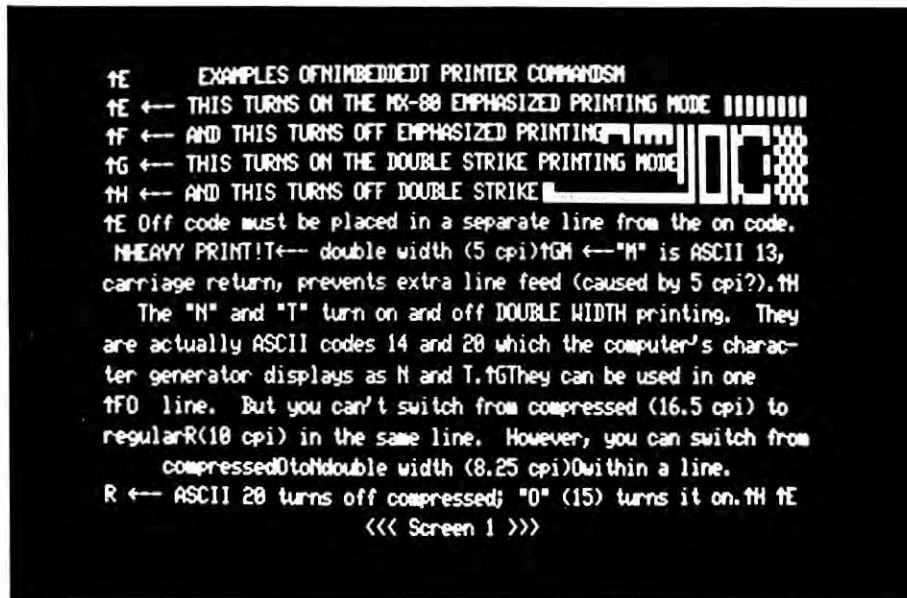 ↑E EXAMPLES OFNIMBEDDEDT PRINTER COMMANDSM
↑E ←-- THIS TURNS ON THE MX-80 EMPHASIZED PRINTING MODE
↑F ←-- AND THIS TURNS OFF EMPHASIZED PRINTING
↑G ←-- THIS TURNS ON THE DOUBLE STRIKE PRINTING MODE
↑H ←-- AND THIS TURNS OFF DOUBLE STRIKE
↑E Off code must be placed in a separate line from the on code.
NHEAVY PRINT!T←-- double width (5 cpi)↑GM ←--"M" is ASCII 13,
carriage return, prevents extra line feed (caused by 5 cpi?).↑H
The "N" and "T" turn on and off DOUBLE WIDTH printing. They
are actually ASCII codes 14 and 20 which the computer's charac-
ter generator displays as N and T.↑GThey can be used in one
↑FO line. But you can't switch from compressed (16.5 cpi) to
regularR(10 cpi) in the same line. However, you can switch from
compressedOtoNdouble width (8.25 cpi)Owithin a line.
R ←-- ASCII 20 turns off compressed; "O" (15) turns it on.↑H ↑E
<<< Screen 1 >>>